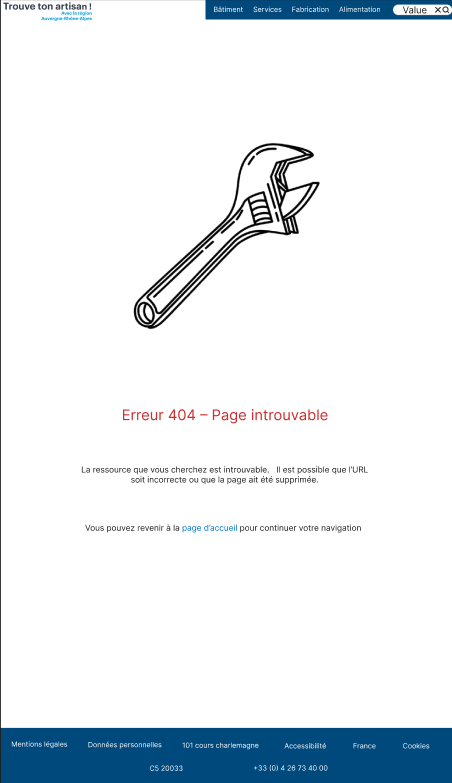 Trouve ton artisan !
Avec la région
Auvergne-Rhône-Alpes
Bâtiment Services Fabrication Alimentation Value
Erreur 404 – Page introuvable
La ressource que vous cherchez est introuvable. Il est possible que l'URL
soit incorrecte ou que la page ait été supprimée.
Vous pouvez revenir à la page d'accueil pour continuer votre navigation
Mentions légales Données personnelles 101 cours charlemagne Accessibilité France Cookies
CS 20033 +33 (0) 4 26 73 40 00